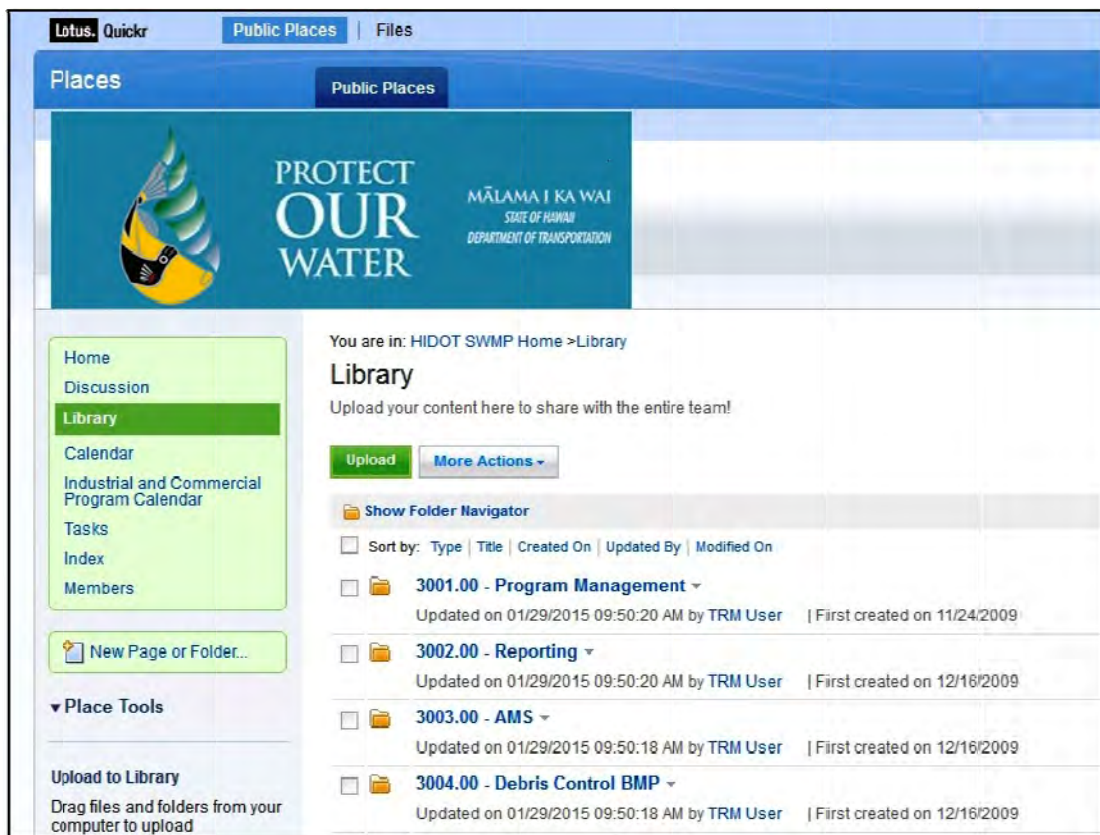 Lotus. Quickr
Public Places | Files
Places
Public Places
PROTECT
OUR
WATER
MĀLAMA I KA WAI
STATE OF HAWAII
DEPARTMENT OF TRANSPORTATION
Home
Discussion
Library
Calendar
Industrial and Commercial
Program Calendar
Tasks
Index
Members
New Page or Folder...
Place Tools
Upload to Library
Drag files and folders from your
computer to upload
You are in: HIDOT SWMP Home >Library
Library
Upload your content here to share with the entire team!
Upload
More Actions
Show Folder Navigator
Sort by: Type | Title | Created On | Updated By | Modified On
3001.00 - Program Management
Updated on 01/29/2015 09:50:20 AM by TRM User | First created on 11/24/2009
3002.00 - Reporting
Updated on 01/29/2015 09:50:20 AM by TRM User | First created on 12/16/2009
3003.00 - AMS
Updated on 01/29/2015 09:50:18 AM by TRM User | First created on 12/16/2009
3004.00 - Debris Control BMP
Updated on 01/29/2015 09:50:18 AM by TRM User | First created on 12/16/2009